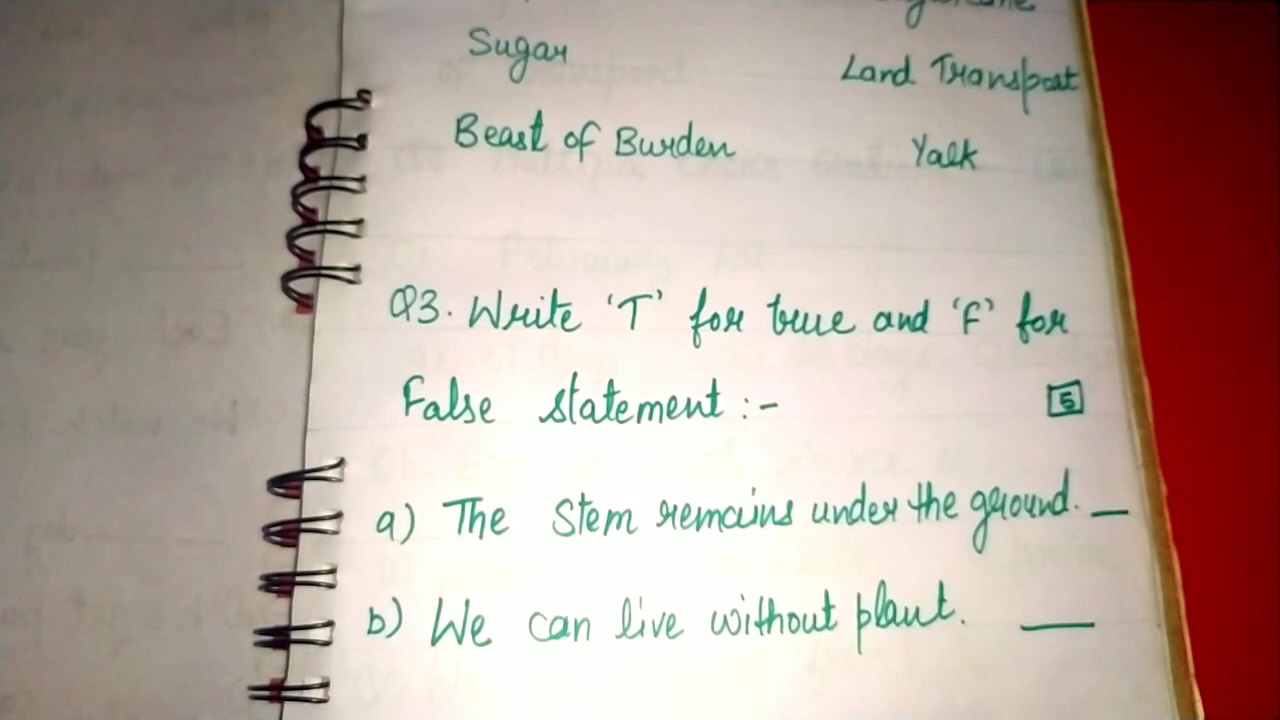 Sugar
Land Transport
Beast of Burden
Yalk
Q3. Write 'T' for true and 'F' for
False statement :-
5
a) The Stem remains under the ground. __
b) We can live without plant. __